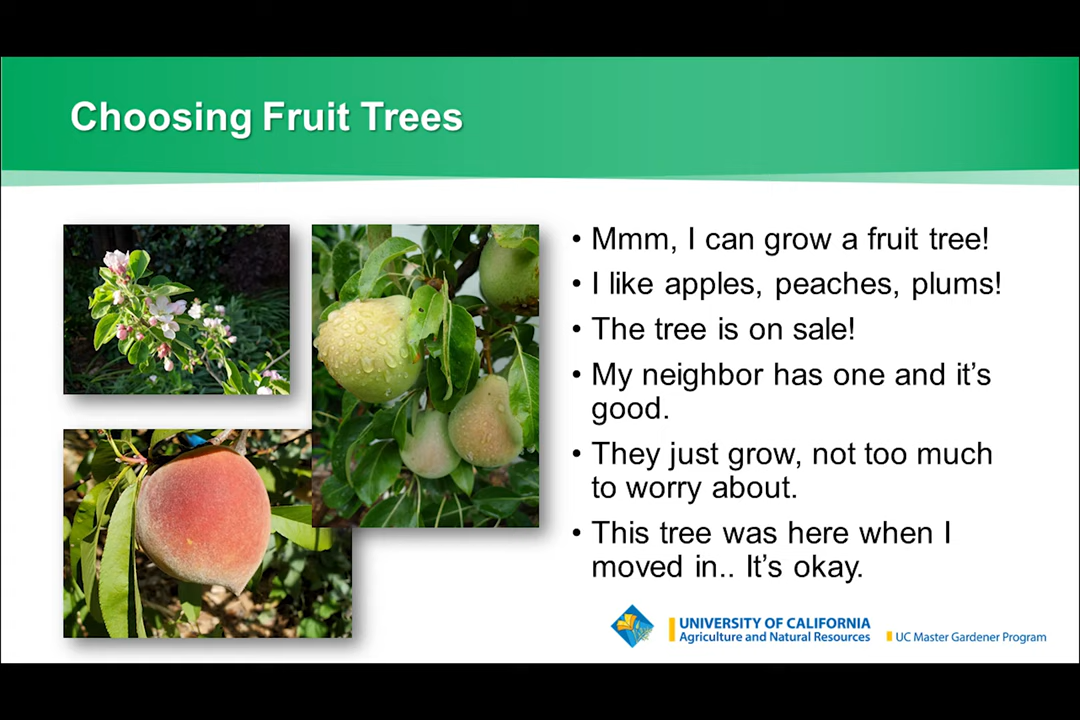 Choosing Fruit Trees
• Mmm, I can grow a fruit tree!
• I like apples, peaches, plums!
• The tree is on sale!
• My neighbor has one and it’s
good.
• They just grow, not too much
to worry about.
• This tree was here when I
moved in.. It’s okay.
UNIVERSITY OF CALIFORNIA
Agriculture and Natural Resources
UC Master Gardener Program